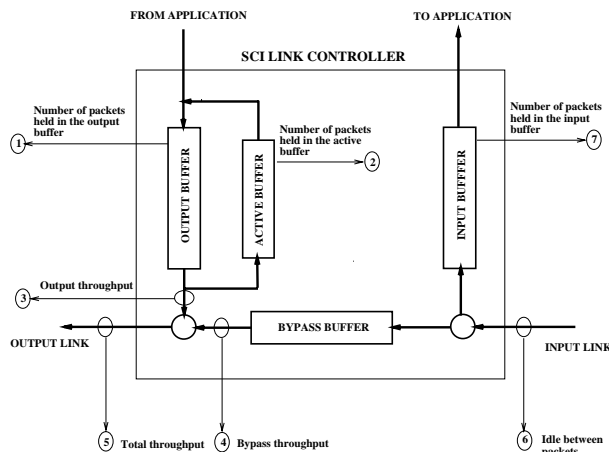 FROM APPLICATION
TO APPLICATION
SCI LINK CONTROLLER
Number of packets
held in the output
buffer
1
OUTPUT BUFFER
ACTIVE BUFFER
Number of packets
held in the active
buffer
2
INPUT BUFFFER
Number of packets
held in the input
buffer
7
Output throughput
3
BYPASS BUFFER
OUTPUT LINK
INPUT LINK
5
Total throughput
4
Bypass throughput
6
Idle between
packets